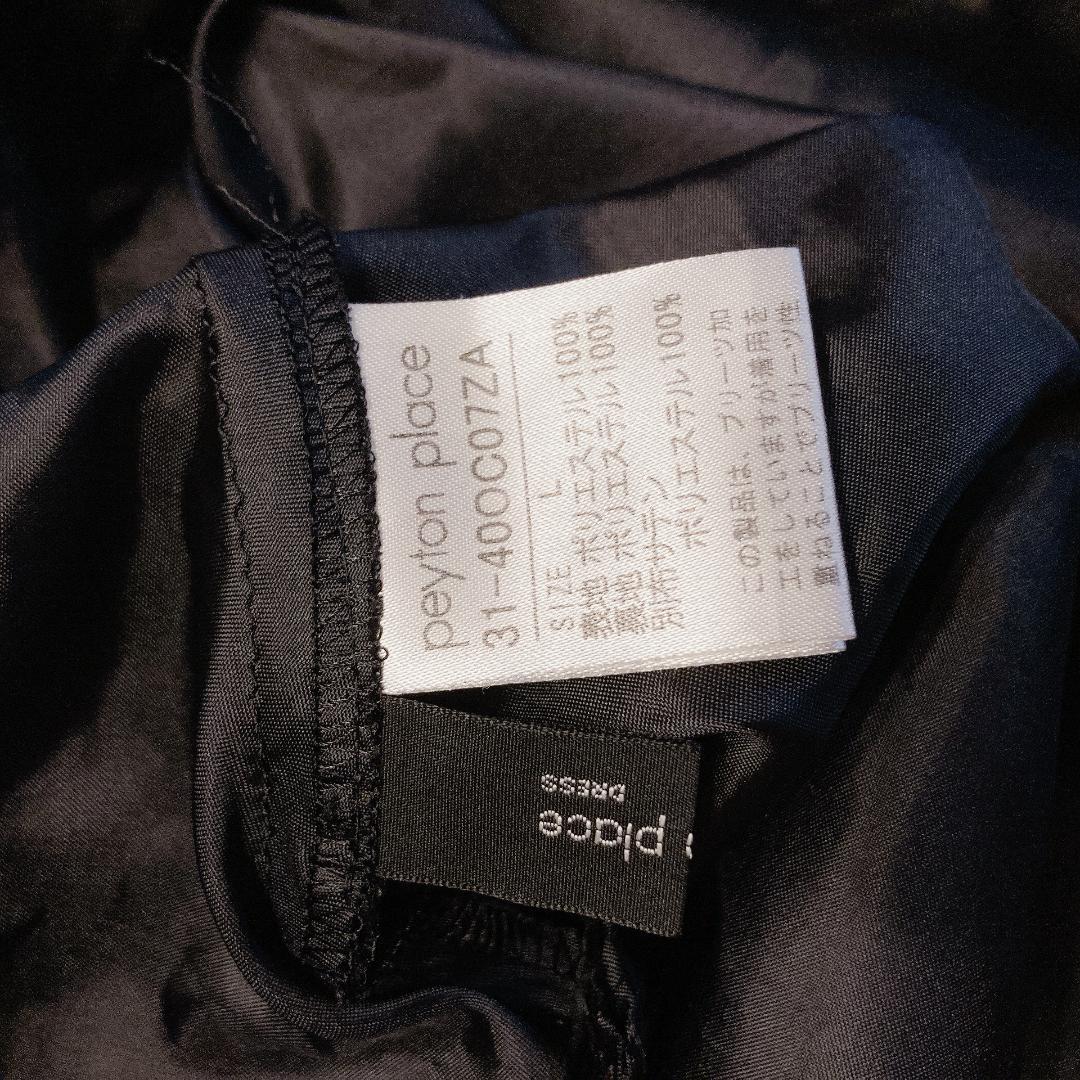 peyton place
31-400C07ZA
SIZE L
表地 ポリエステル100%
裏地 ポリエステル100%
別布サテン
ポリエステル100%
この製品は、プリーツ加
工をしていますが着用を
重ねることでプリーツ性
place
DRESS